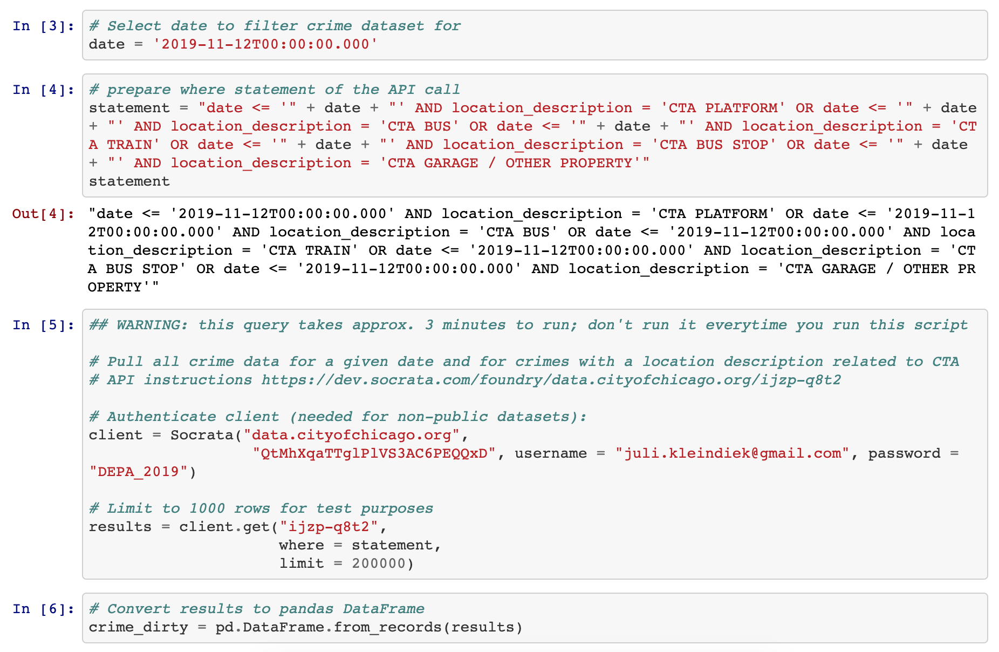 In [3]: # Select date to filter crime dataset for
date = '2019-11-12T00:00:00.000'
In [4]: # prepare where statement of the API call
statement = "date <= '" + date + "' AND location_description = 'CTA PLATFORM' OR date <= '" + date
+ "' AND location_description = 'CTA BUS' OR date <= '" + date + "' AND location_description = 'CT
A TRAIN' OR date <= '" + date + "' AND location_description = 'CTA BUS STOP' OR date <= '" + date
+ "' AND location_description = 'CTA GARAGE / OTHER PROPERTY'"
statement
Out[4]: "date <= '2019-11-12T00:00:00.000' AND location_description = 'CTA PLATFORM' OR date <= '2019-11-1
2T00:00:00.000' AND location_description = 'CTA BUS' OR date <= '2019-11-12T00:00:00.000' AND loca
tion_description = 'CTA TRAIN' OR date <= '2019-11-12T00:00:00.000' AND location_description = 'CT
A BUS STOP' OR date <= '2019-11-12T00:00:00.000' AND location_description = 'CTA GARAGE / OTHER PR
OPERTY'"
In [5]: ## WARNING: this query takes approx. 3 minutes to run; don't run it everytime you run this script
# Pull all crime data for a given date and for crimes with a location description related to CTA
# API instructions https://dev.socrata.com/foundry/data.cityofchicago.org/ijzp-q8t2
# Authenticate client (needed for non-public datasets):
client = Socrata("data.cityofchicago.org",
"QtMhXqaTTglPlVS3AC6PEQQxD", username = "juli.kleindiek@gmail.com", password =
"DEPA_2019")
# Limit to 1000 rows for test purposes
results = client.get("ijzp-q8t2",
where = statement,
limit = 200000)
In [6]: # Convert results to pandas DataFrame
crime_dirty = pd.DataFrame.from_records(results)